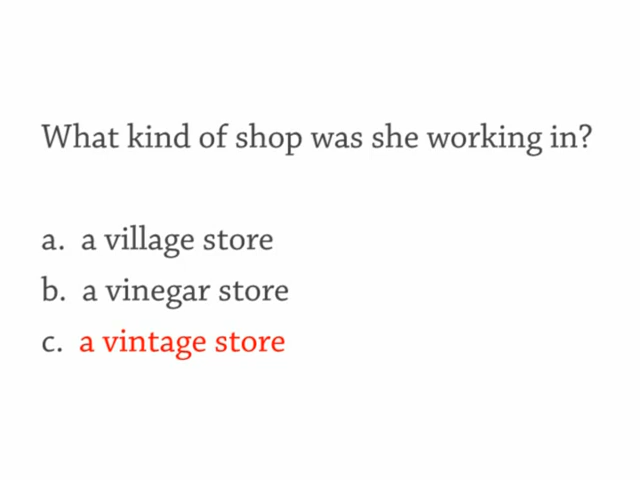 What kind of shop was she working in?
a. a village store
b. a vinegar store
c. a vintage store